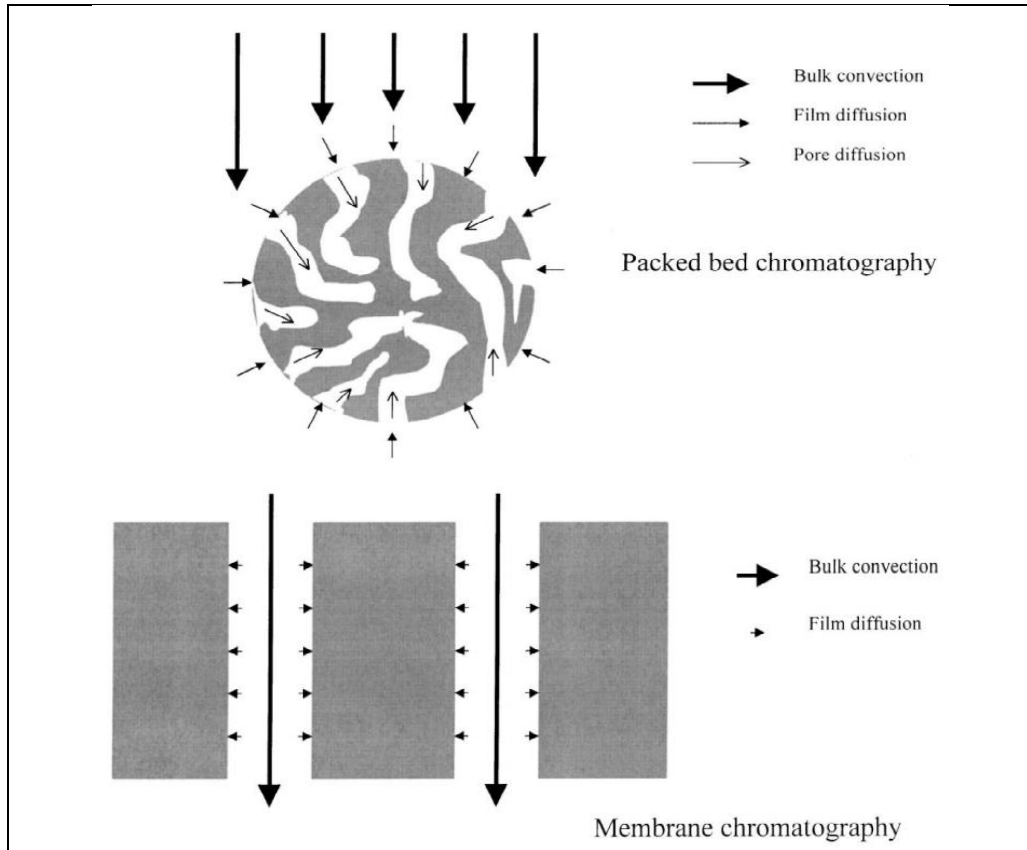 Bulk convection
Film diffusion
Pore diffusion
Packed bed chromatography
Bulk convection
Film diffusion
Membrane chromatography